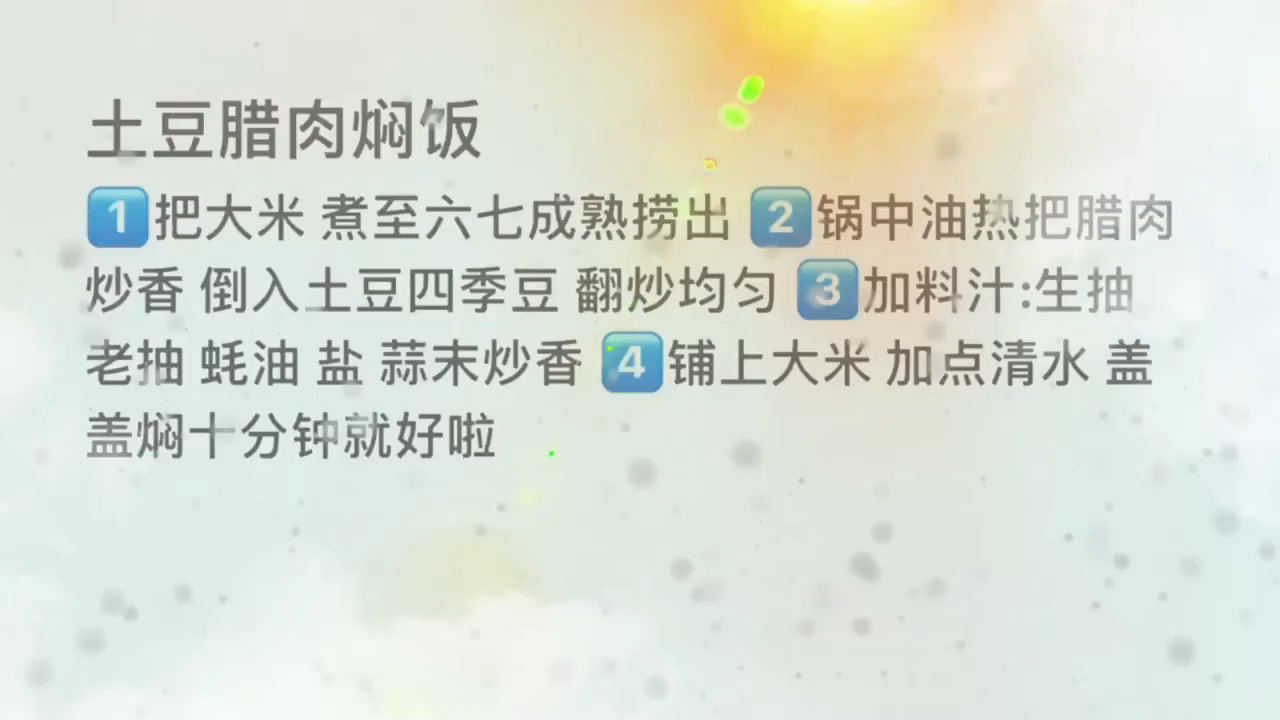 土豆腊肉焖饭
1️⃣把大米 煮至六七成熟捞出 2️⃣锅中油热把腊肉
炒香 倒入土豆四季豆 翻炒均匀 3️⃣加料汁:生抽
老抽 蚝油 盐 蒜末炒香 4️⃣铺上大米 加点清水 盖
盖焖十分钟就好啦